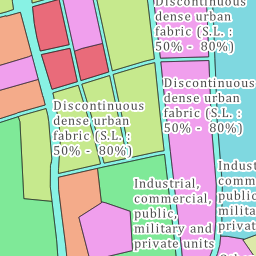 Discontinuous
dense urban
fabric (S.L. :
50% -  80%)
Discontinuous
dense urban
fabric (S.L. :
50% -  80%)
Discontinuous
dense urban
fabric (S.L. :
50% -  80%)
Industrial,
commercial,
public,
military and
private units
Indus
comm
public
milita
privat